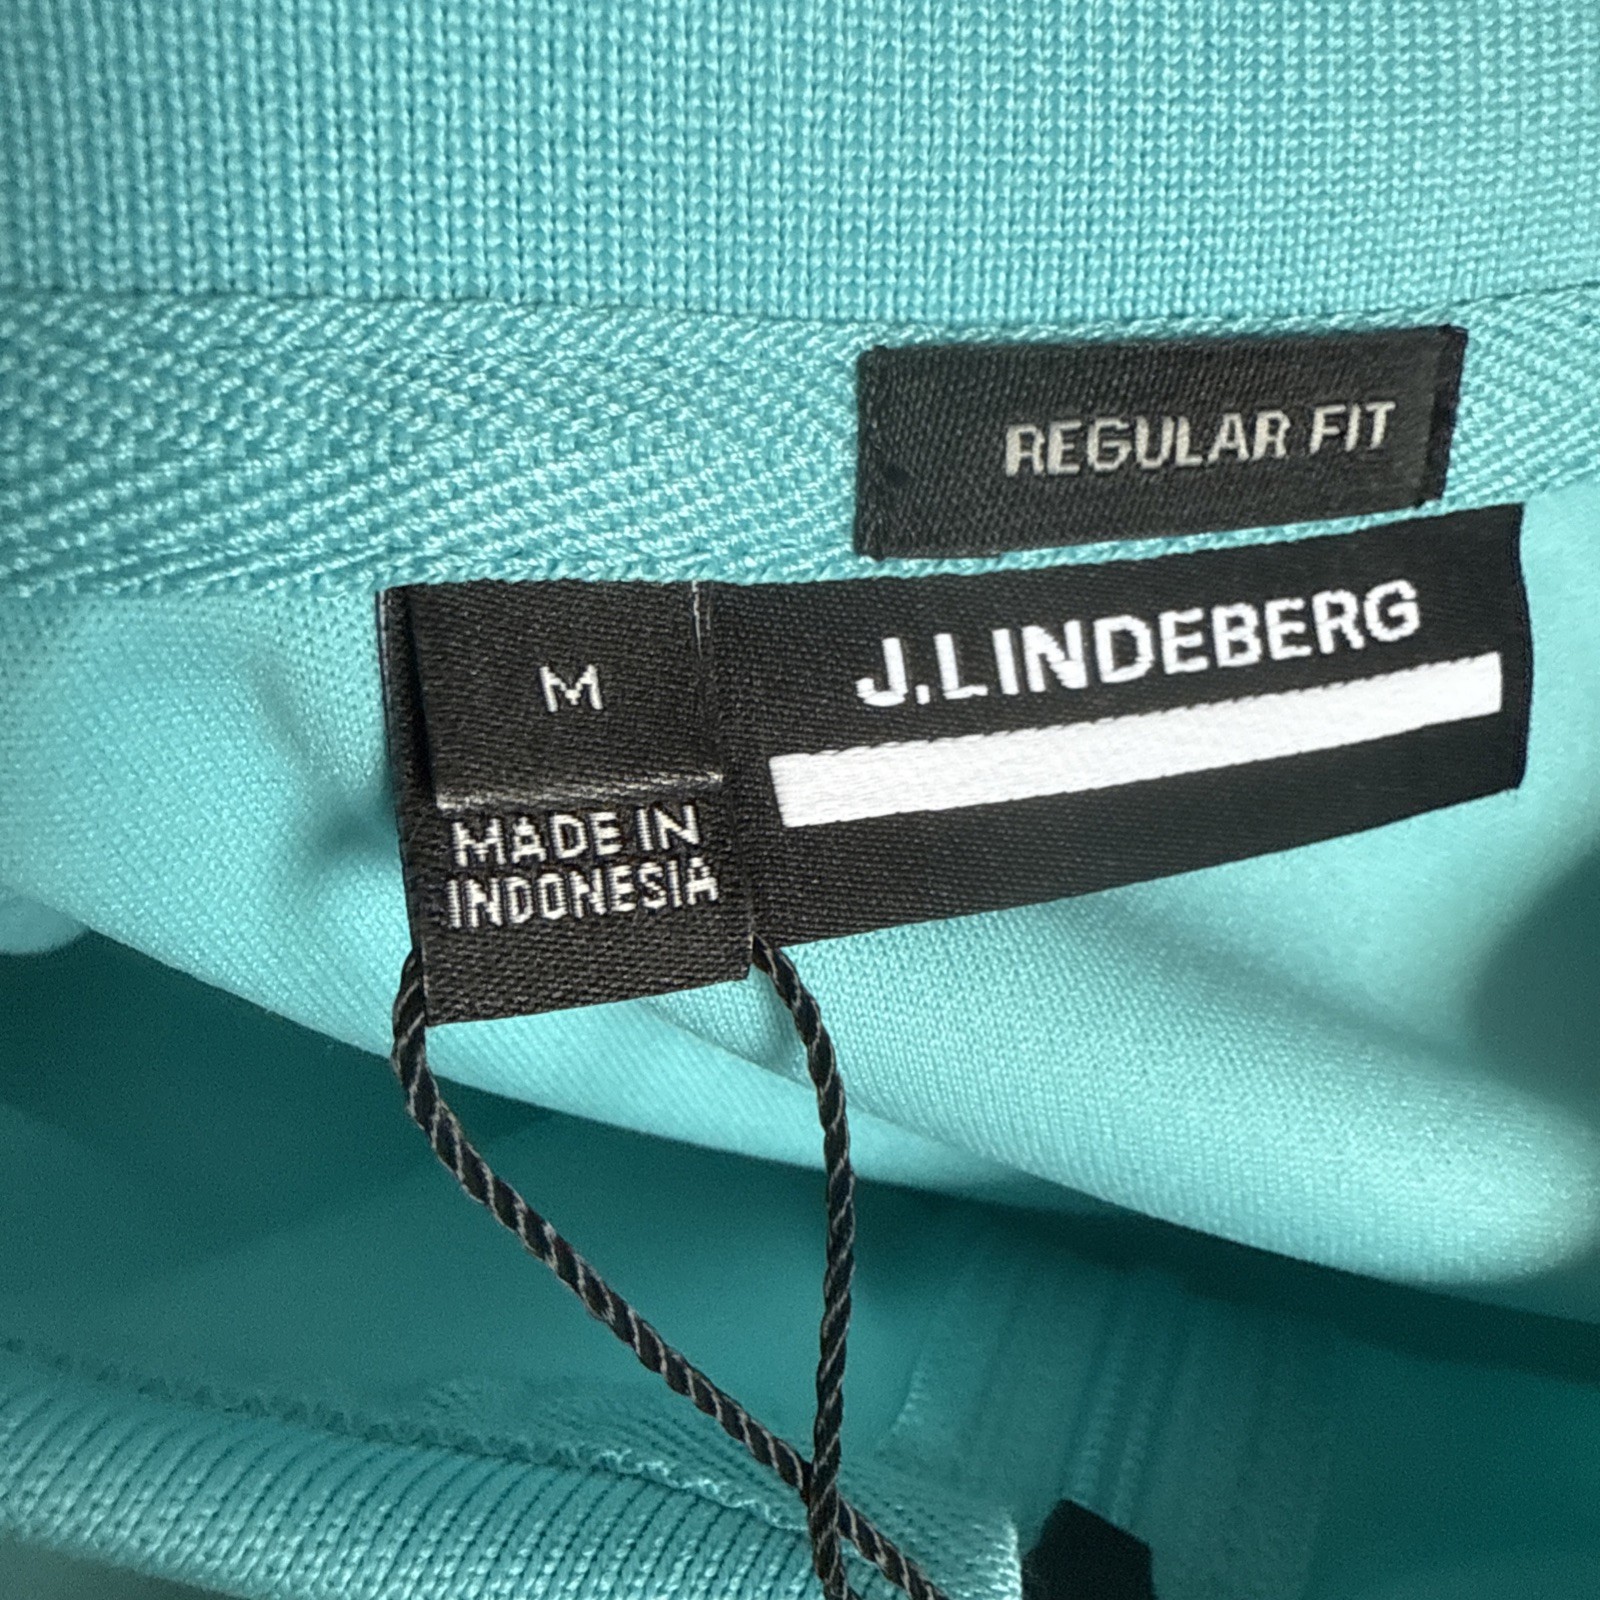 REGULAR FIT
J.LINDEBERG
M
MADE IN
INDONESIA